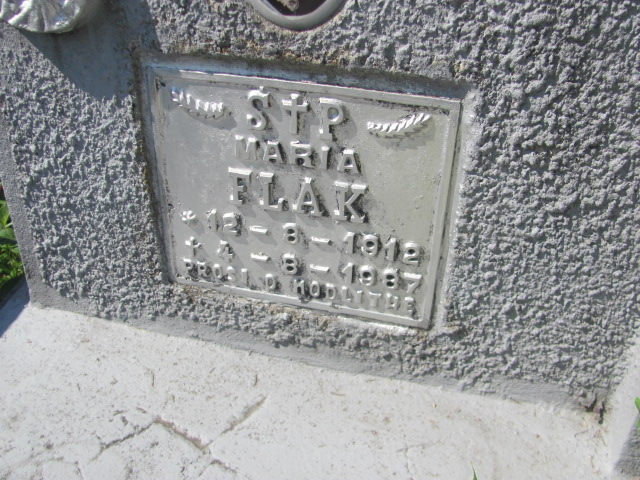 S†P
MARIA
FLAK
* 12 - 8 - 1912
† 4 - 8 - 1987
PROSI O MODLITWĘ